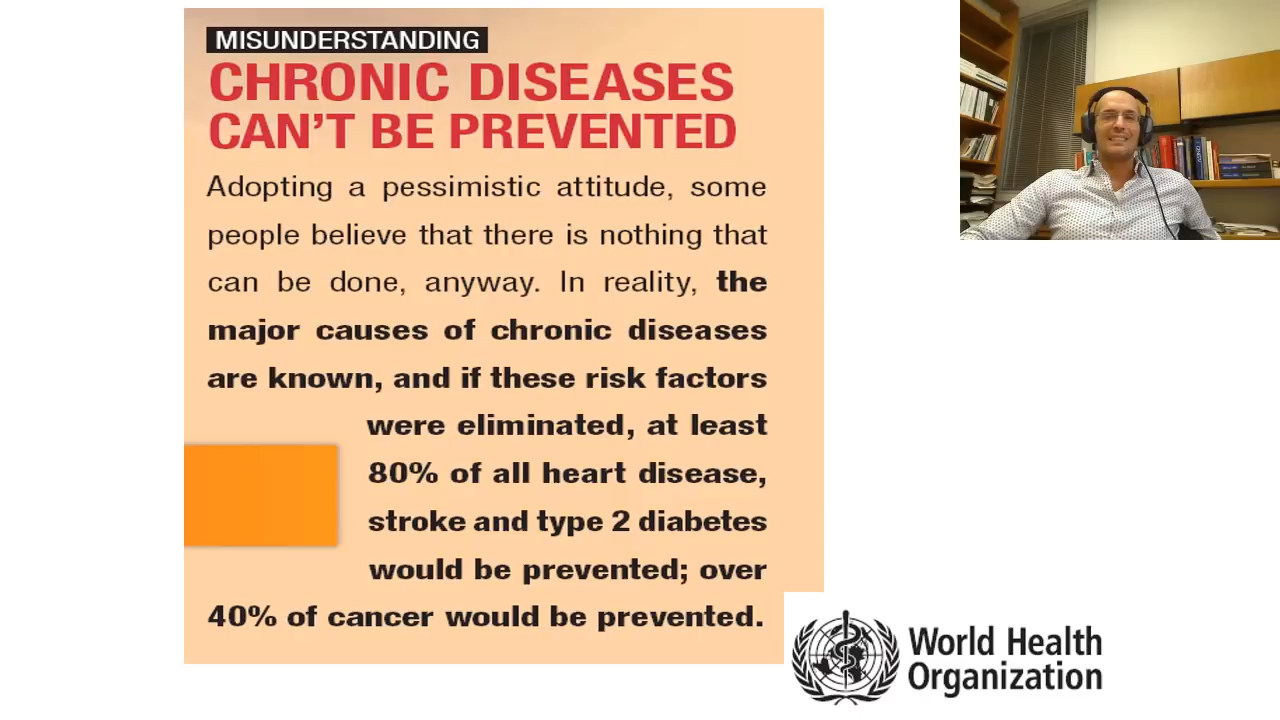 MISUNDERSTANDING
CHRONIC DISEASES
CAN'T BE PREVENTED
Adopting a pessimistic attitude, some
people believe that there is nothing that
can be done, anyway. In reality, the
major causes of chronic diseases
are known, and if these risk factors
were eliminated, at least
80% of all heart disease,
stroke and type 2 diabetes
would be prevented; over
40% of cancer would be prevented.
World Health
Organization